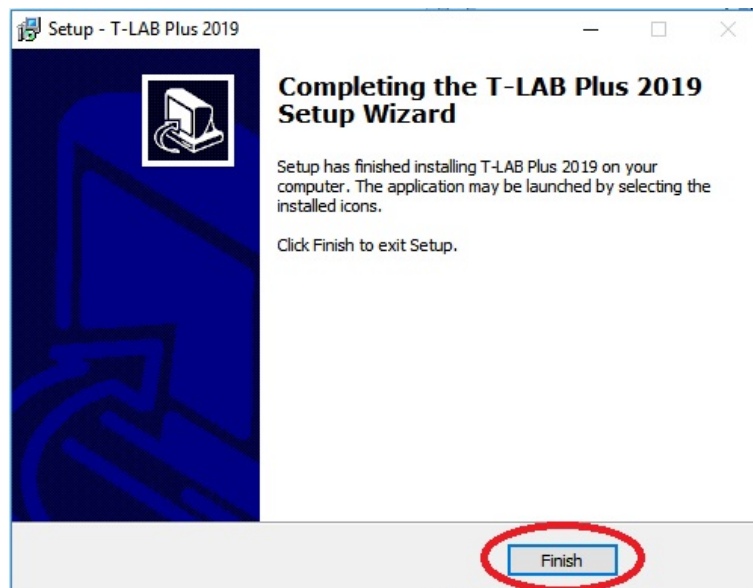 Setup - T-LAB Plus 2019
Completing the T-LAB Plus 2019
Setup Wizard
Setup has finished installing T-LAB Plus 2019 on your
computer. The application may be launched by selecting the
installed icons.
Click Finish to exit Setup.
Finish